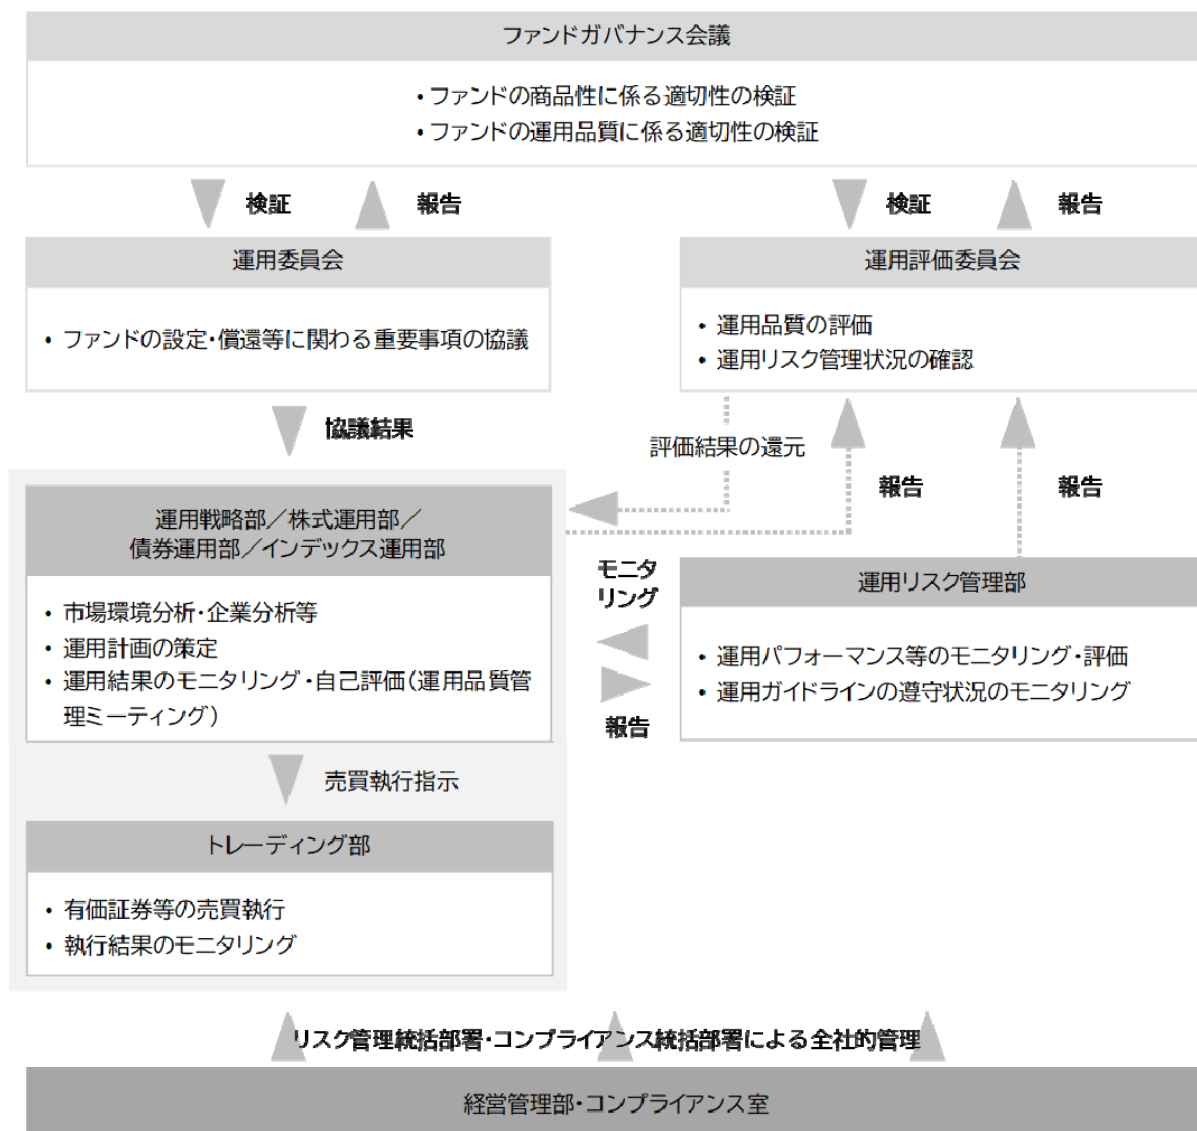 ファンドガバナンス会議
・ファンドの商品性に係る適切性の検証
・ファンドの運用品質に係る適切性の検証
検証
報告
検証
報告
運用委員会
・ファンドの設定・償還等に関わる重要事項の協議
運用評価委員会
・運用品質の評価
・運用リスク管理状況の確認
協議結果
評価結果の還元
報告
報告
運用戦略部／株式運用部／
債券運用部／インデックス運用部
・市場環境分析・企業分析等
・運用計画の策定
・運用結果のモニタリング・自己評価（運用品質管
理ミーティング）
モニタ
リング
報告
運用リスク管理部
・運用パフォーマンス等のモニタリング・評価
・運用ガイドラインの遵守状況のモニタリング
売買執行指示
トレーディング部
・有価証券等の売買執行
・執行結果のモニタリング
リスク管理統括部署・コンプライアンス統括部署による全社的管理
経営管理部・コンプライアンス室